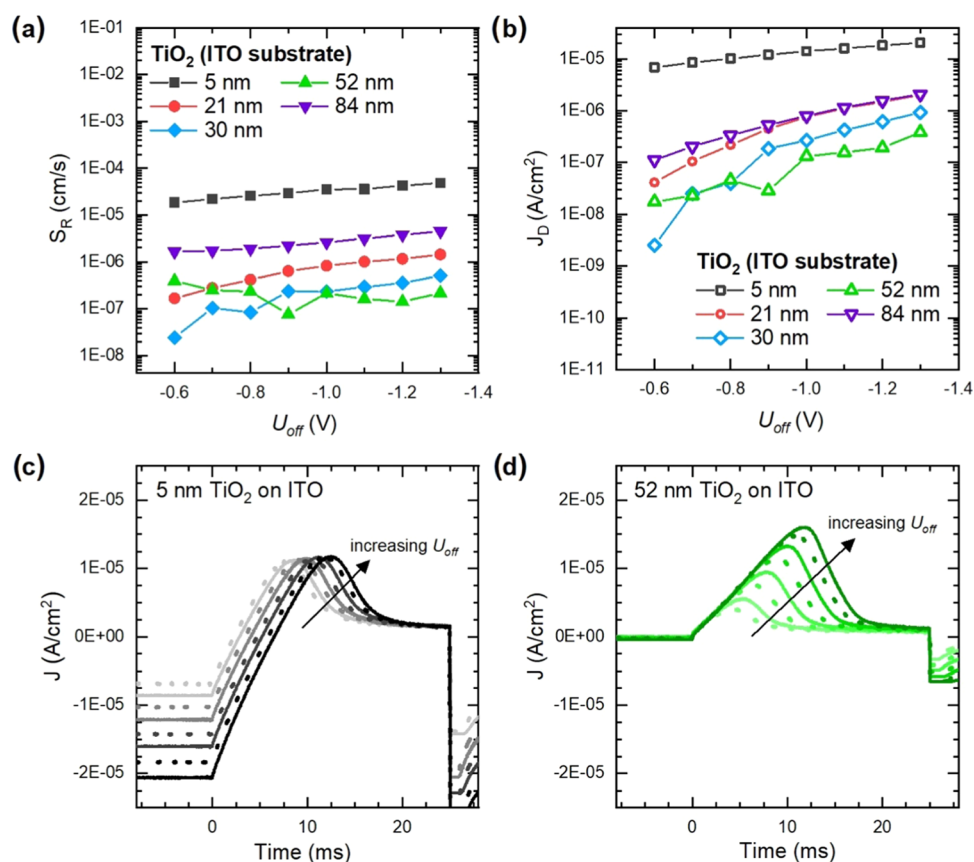 (a)
TiO2 (ITO substrate)
5 nm
52 nm
21 nm
84 nm
30 nm
1E-01
1E-02
1E-03
1E-04
1E-05
1E-06
1E-07
1E-08
SR (cm/s)
-0.6
-0.8
-1.0
-1.2
-1.4
Uoff (V)
(b)
1E-05
1E-06
1E-07
1E-08
1E-09
1E-10
1E-11
JD (A/cm2)
TiO2 (ITO substrate)
5 nm
52 nm
21 nm
84 nm
30 nm
-0.6
-0.8
-1.0
-1.2
-1.4
Uoff (V)
(c)
5 nm TiO2 on ITO
increasing Uoff
2E-05
1E-05
0E+00
-1E-05
-2E-05
J (A/cm2)
0
10
20
Time (ms)
(d)
52 nm TiO2 on ITO
increasing Uoff
2E-05
1E-05
0E+00
-1E-05
-2E-05
J (A/cm2)
0
10
20
Time (ms)